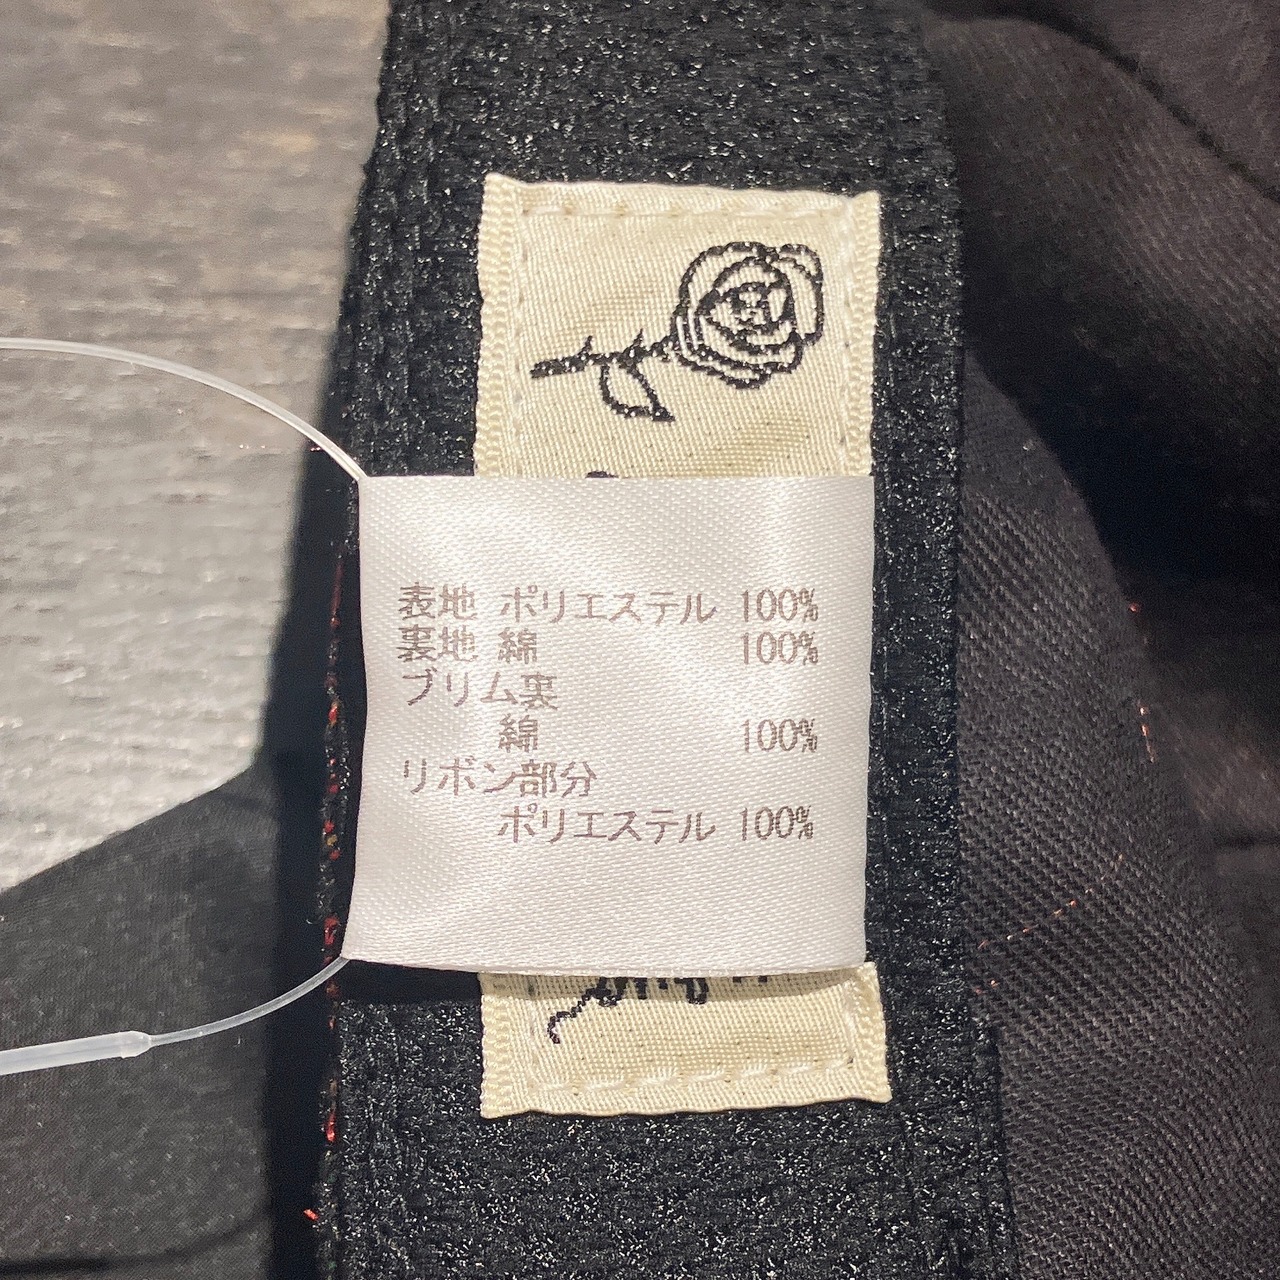 表地 ポリエステル 100%
裏地 綿 100%
ブリム裏
綿 100%
リボン部分
ポリエステル 100%